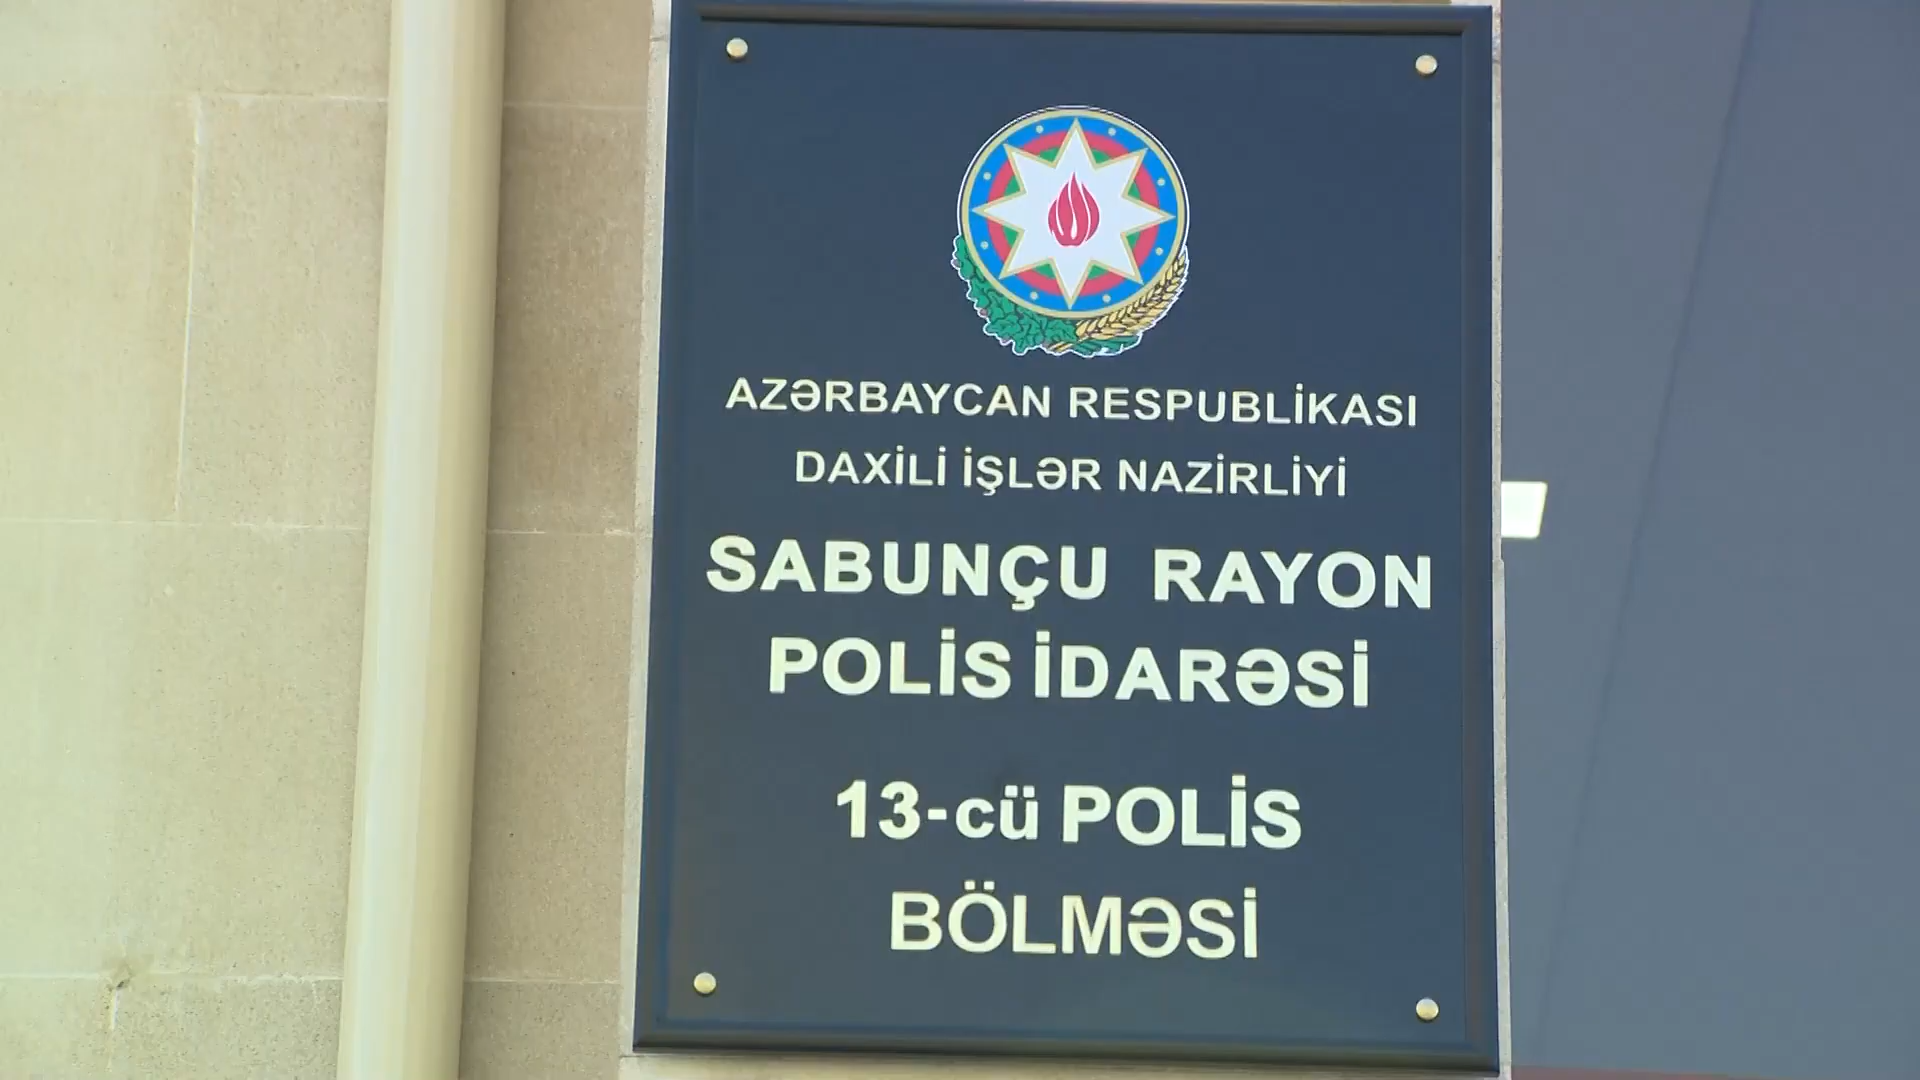 AZƏRBAYCAN RESPUBLİKASI
DAXİLİ İŞLƏR NAZİRLİYİ
SABUNÇU RAYON
POLİS İDARƏSİ
13-cü POLİS
BÖLMƏSİ